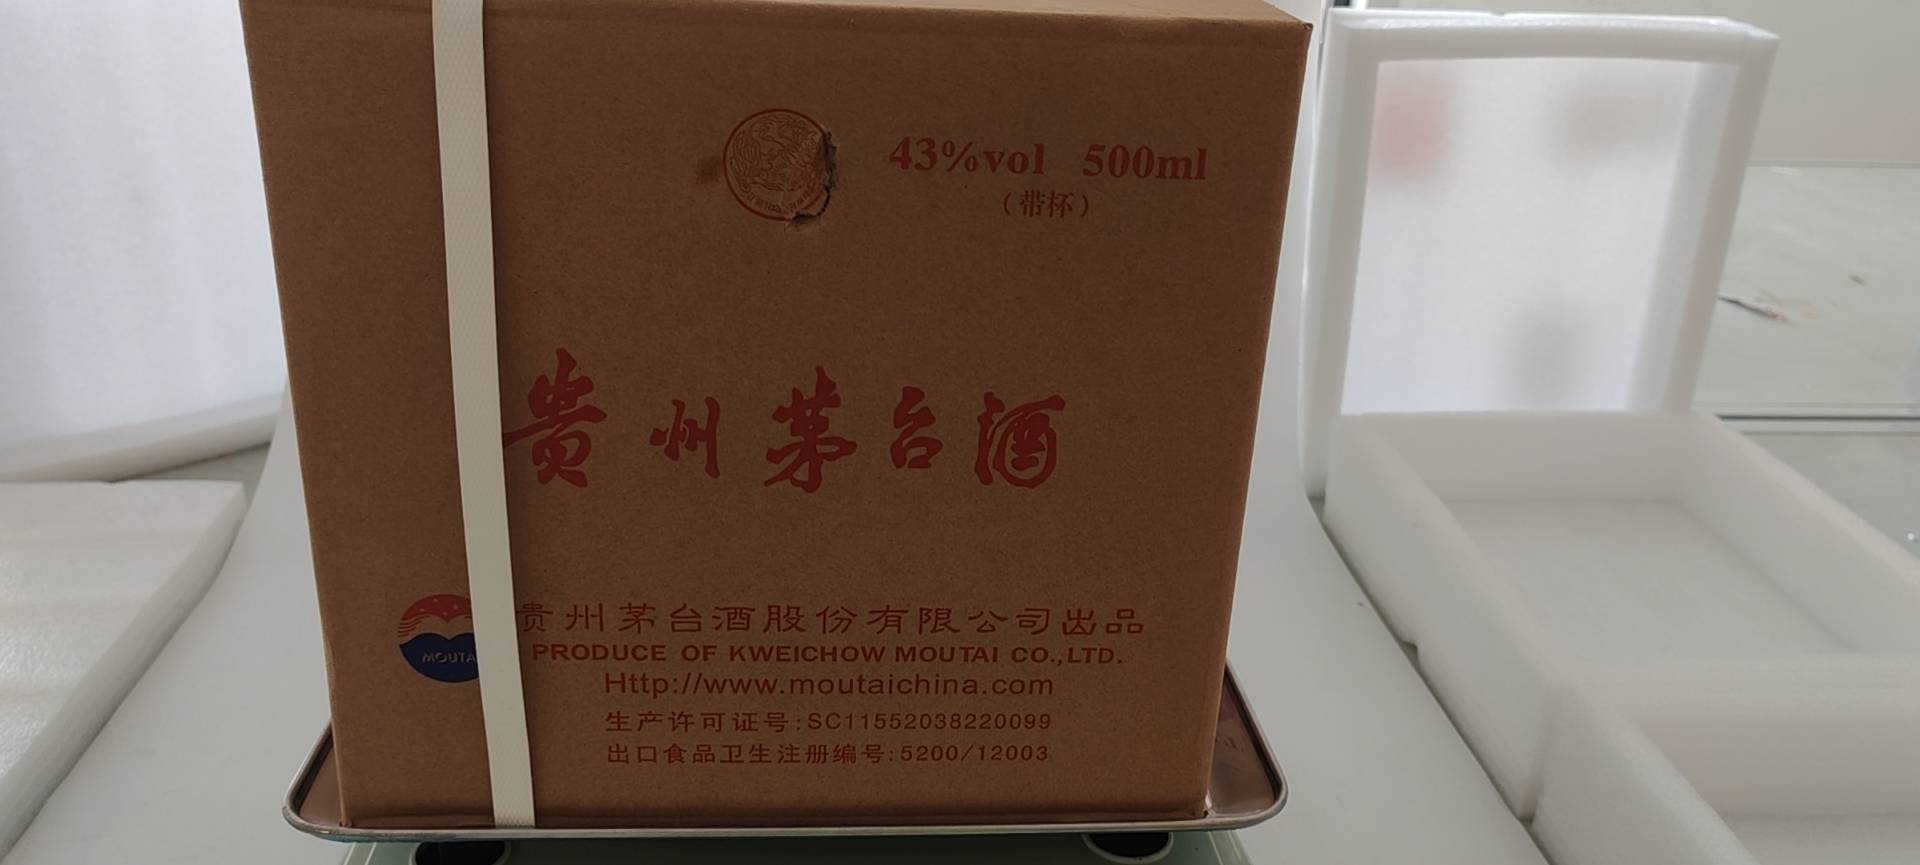 43%vol 500ml
（带杯）
贵州茅台酒
MOUTA
贵州茅台酒股份有限公司出品
PRODUCE OF KWEICHOW MOUTAI CO.,LTD.
Http://www.moutaichina.com
生产许可证号:SC11552038220099
出口食品卫生注册编号:5200/12003